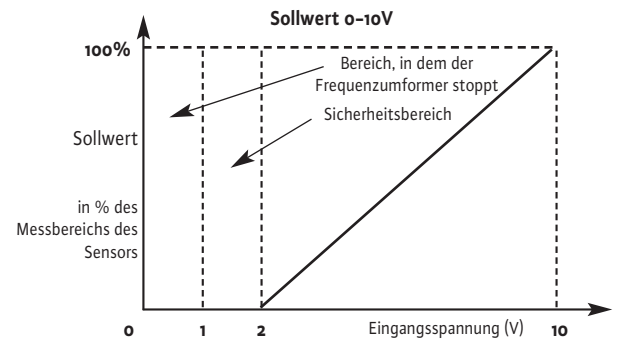 Sollwert 0-10V
100%
Bereich, in dem der
Frequenzumformer stoppt
Sicherheitsbereich
Sollwert
in % des
Messbereichs des
Sensors
0 1 2 Eingangsspannung (V) 10